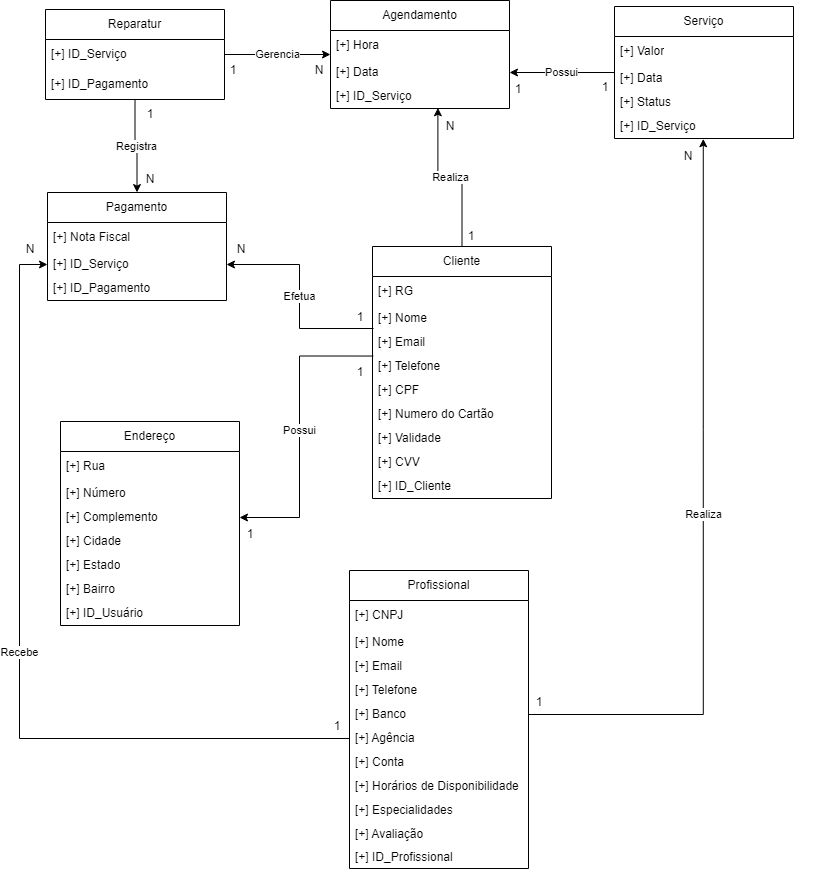 Reparatur
[+] ID_Serviço
[+] ID_Pagamento
1
Gerencia
N
Agendamento
[+] Hora
[+] Data
[+] ID_Serviço
1
Possui
1
Serviço
[+] Valor
[+] Data
[+] Status
[+] ID_Serviço
N
1
Registra
N
N
Realiza
1
Pagamento
[+] Nota Fiscal
[+] ID_Serviço
[+] ID_Pagamento
N
N
Efetua
1
Cliente
[+] RG
[+] Nome
[+] Email
[+] Telefone
[+] CPF
[+] Numero do Cartão
[+] Validade
[+] CVV
[+] ID_Cliente
1
Possui
1
Endereço
[+] Rua
[+] Número
[+] Complemento
[+] Cidade
[+] Estado
[+] Bairro
[+] ID_Usuário
Realiza
Recebe
1
Profissional
[+] CNPJ
[+] Nome
[+] Email
[+] Telefone
[+] Banco
[+] Agência
[+] Conta
[+] Horários de Disponibilidade
[+] Especialidades
[+] Avaliação
[+] ID_Profissional
1